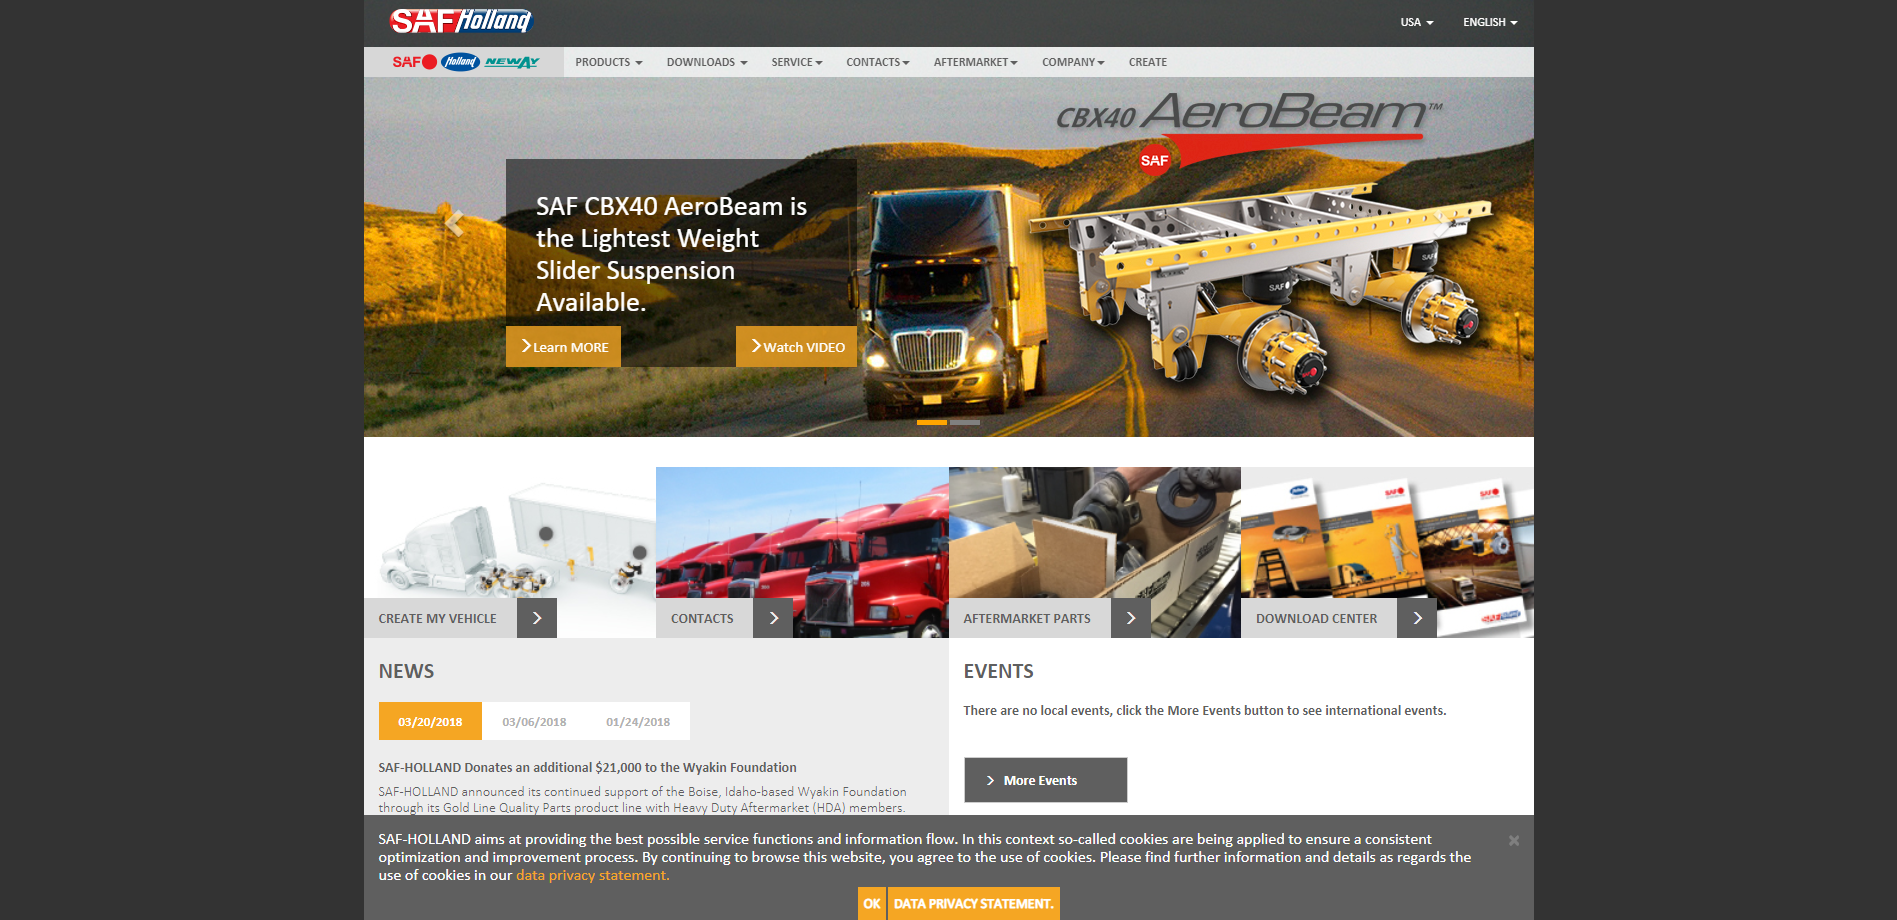 SAF Holland
USA
ENGLISH
SAF Holland NEWAY
PRODUCTS
DOWNLOADS
SERVICE
CONTACTS
AFTERMARKET
COMPANY
CREATE
CBX40 AeroBeam™
SAF
SAF CBX40 AeroBeam is
the Lightest Weight
Slider Suspension
Available.
Learn MORE
Watch VIDEO
CREATE MY VEHICLE
CONTACTS
AFTERMARKET PARTS
DOWNLOAD CENTER
NEWS
03/20/2018 03/06/2018 01/24/2018
SAF-HOLLAND Donates an additional $21,000 to the Wyakin Foundation
SAF-HOLLAND announced its continued support of the Boise, Idaho-based Wyakin Foundation
through its Gold Line Quality Parts product line with Heavy Duty Aftermarket (HDA) members.
EVENTS
There are no local events, click the More Events button to see international events.
More Events
SAF-HOLLAND aims at providing the best possible service functions and information flow. In this context so-called cookies are being applied to ensure a consistent
optimization and improvement process. By continuing to browse this website, you agree to the use of cookies. Please find further information and details as regards the
use of cookies in our data privacy statement.
×
OK
DATA PRIVACY STATEMENT.